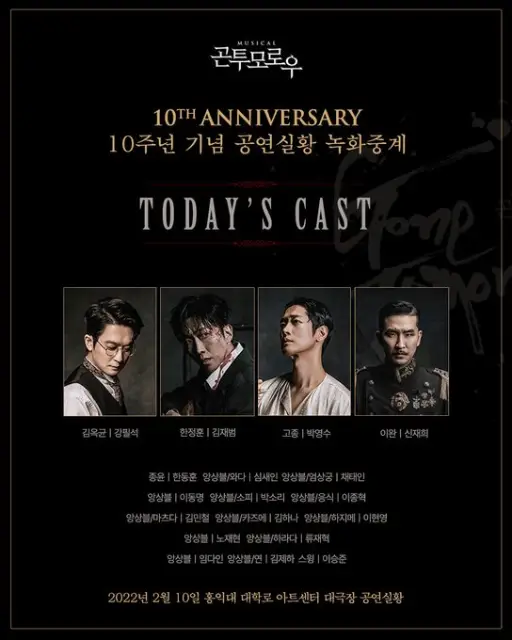 MUSICAL
곤투모로우
10TH ANNIVERSARY
10주년 기념 공연실황 녹화중계
TODAY'S CAST
Gone
김옥균 | 강필석
한정훈 | 김재범
고종 | 박영수
이완 | 신재희
종윤 | 한동훈 앙상블/와다 | 심새인 앙상블/엄상궁 | 채태인
앙상블 | 이동명 앙상블/소피 | 박소리 앙상블/웅식 | 이종혁
앙상블/마츠다 | 김민철 앙상블/카즈에 | 김하나 앙상블/하지메 | 이현영
앙상블 | 노제현 앙상블/하라다 | 류재혁
앙상블 | 임다인 앙상블/연 | 김제하 스윙 | 이승준
2022년 2월 10일 홍익대 대학로 아트센터 대극장 공연실황